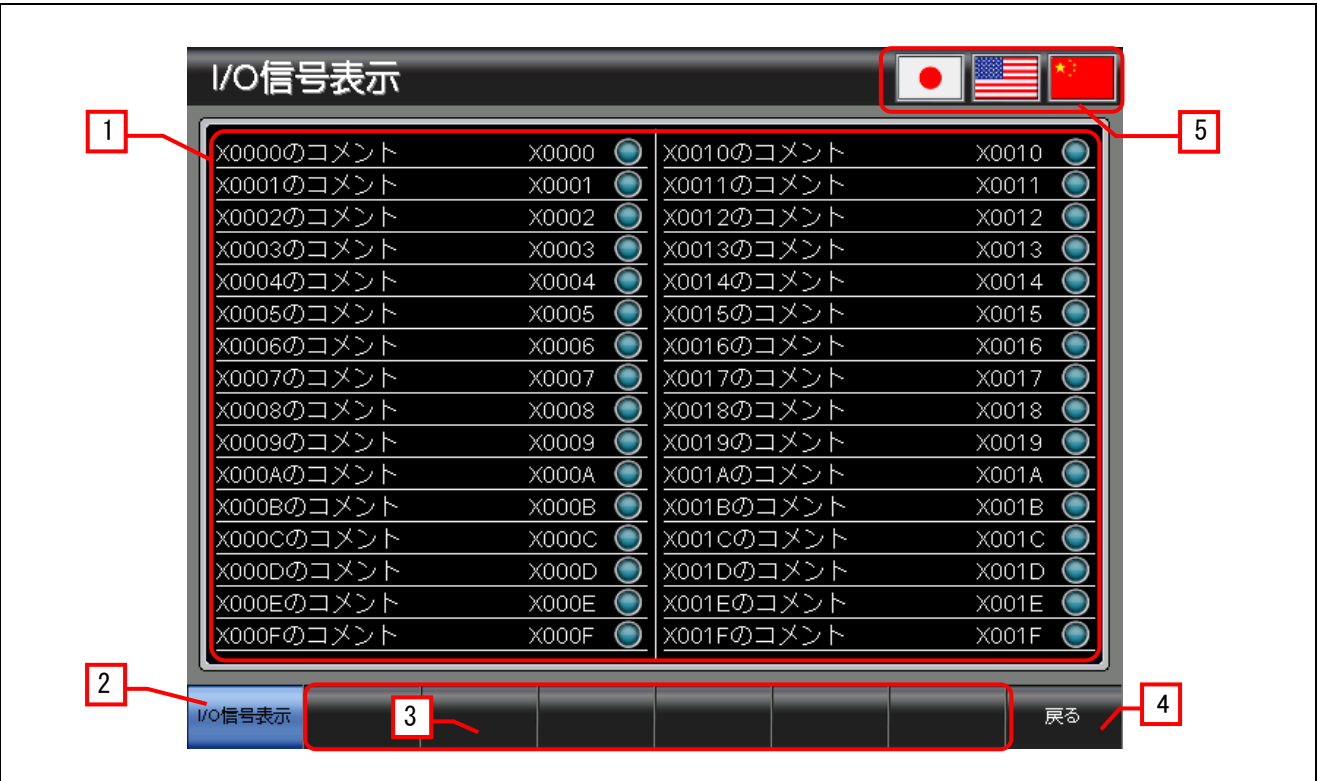 I/O信号表示
1
5
X0000のコメント X0000 X0010のコメント X0010
X0001のコメント X0001 X0011のコメント X0011
X0002のコメント X0002 X0012のコメント X0012
X0003のコメント X0003 X0013のコメント X0013
X0004のコメント X0004 X0014のコメント X0014
X0005のコメント X0005 X0015のコメント X0015
X0006のコメント X0006 X0016のコメント X0016
X0007のコメント X0007 X0017のコメント X0017
X0008のコメント X0008 X0018のコメント X0018
X0009のコメント X0009 X0019のコメント X0019
X000Aのコメント X000A X001Aのコメント X001A
X000Bのコメント X000B X001Bのコメント X001B
X000Cのコメント X000C X001Cのコメント X001C
X000Dのコメント X000D X001Dのコメント X001D
X000Eのコメント X000E X001Eのコメント X001E
X000Fのコメント X000F X001Fのコメント X001F
2
I/O信号表示
3
戻る
4